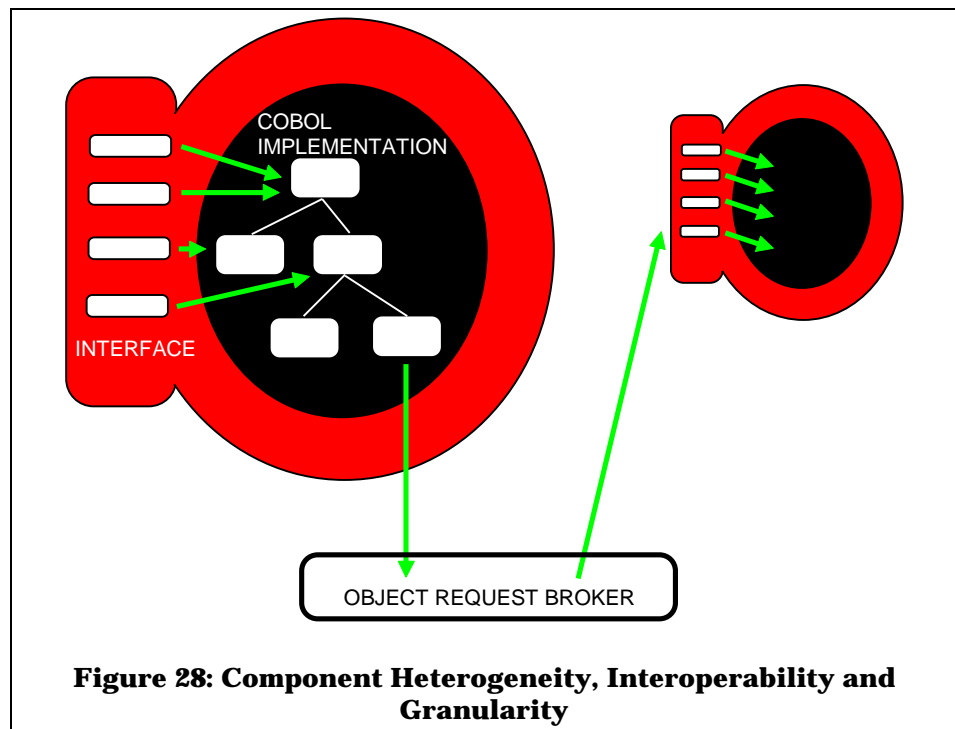 COBOL
IMPLEMENTATION
INTERFACE
OBJECT REQUEST BROKER
Figure 28: Component Heterogeneity, Interoperability and
Granularity